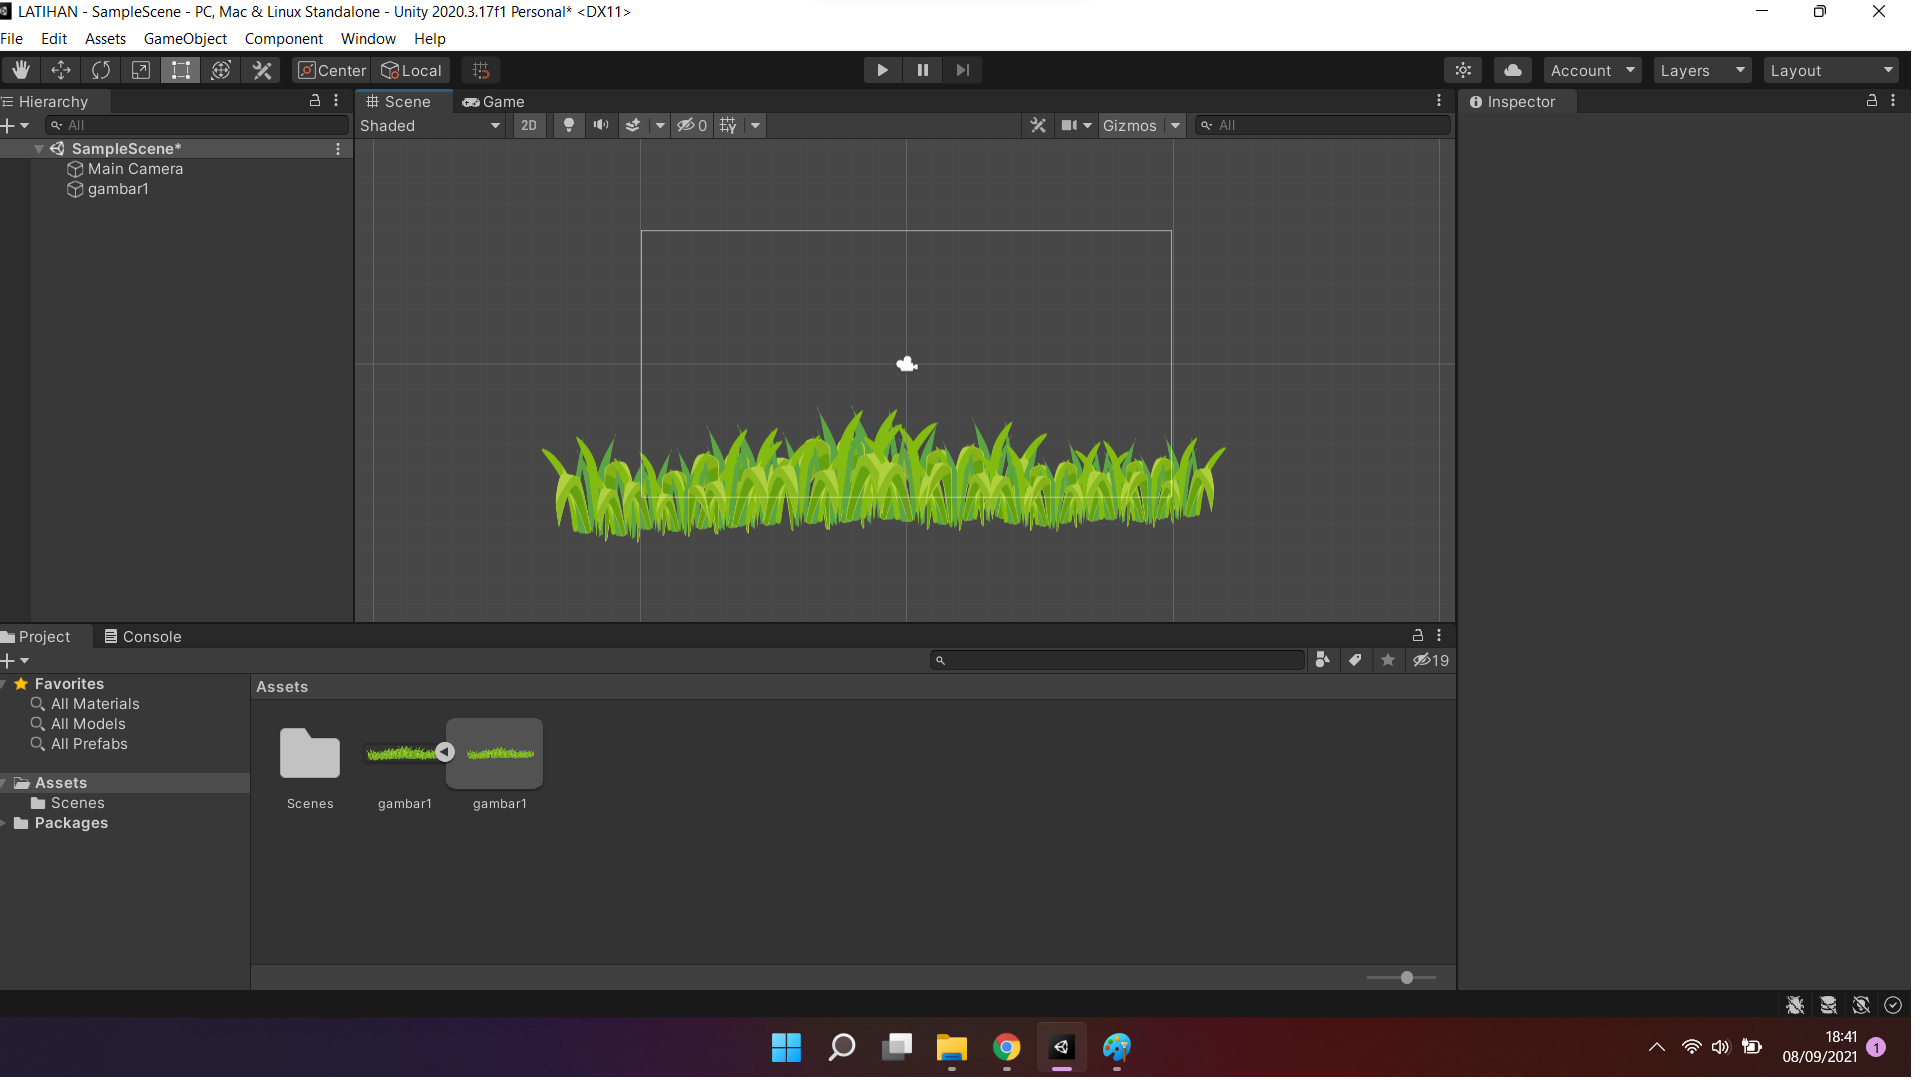 LATIHAN - SampleScene - PC, Mac & Linux Standalone - Unity 2020.3.17f1 Personal* <DX11>
File Edit Assets GameObject Component Window Help
Center Local Account Layers Layout
Hierarchy
All
SampleScene*
Main Camera
gambar1
Scene Game
Shaded 2D 0 Gizmos All
Inspector
Project Console
19
Favorites
All Materials
All Models
All Prefabs
Assets
Scenes
Packages
Assets
Scenes gambar1 gambar1
18:41
08/09/2021 1